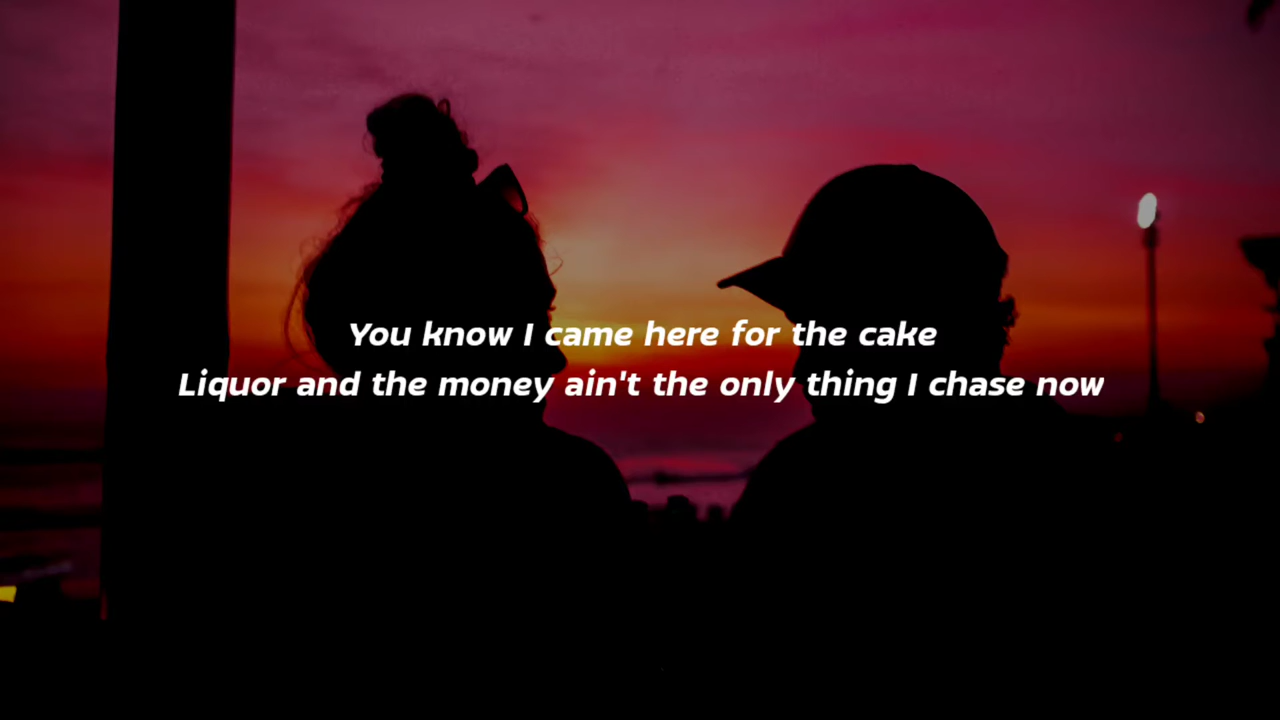 You know I came here for the cake
Liquor and the money ain't the only thing I chase now